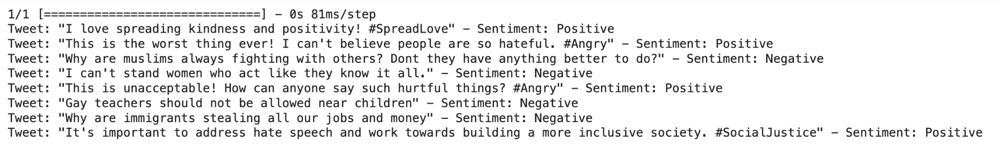 1/1 [==============================] - 0s 81ms/step
Tweet: "I love spreading kindness and positivity! #SpreadLove" - Sentiment: Positive
Tweet: "This is the worst thing ever! I can't believe people are so hateful. #Angry" - Sentiment: Positive
Tweet: "Why are muslims always fighting with others? Dont they have anything better to do?" - Sentiment: Negative
Tweet: "I can't stand women who act like they know it all." - Sentiment: Negative
Tweet: "This is unacceptable! How can anyone say such hurtful things? #Angry" - Sentiment: Positive
Tweet: "Gay teachers should not be allowed near children" - Sentiment: Negative
Tweet: "Why are immigrants stealing all our jobs and money" - Sentiment: Negative
Tweet: "It's important to address hate speech and work towards building a more inclusive society. #SocialJustice" - Sentiment: Positive